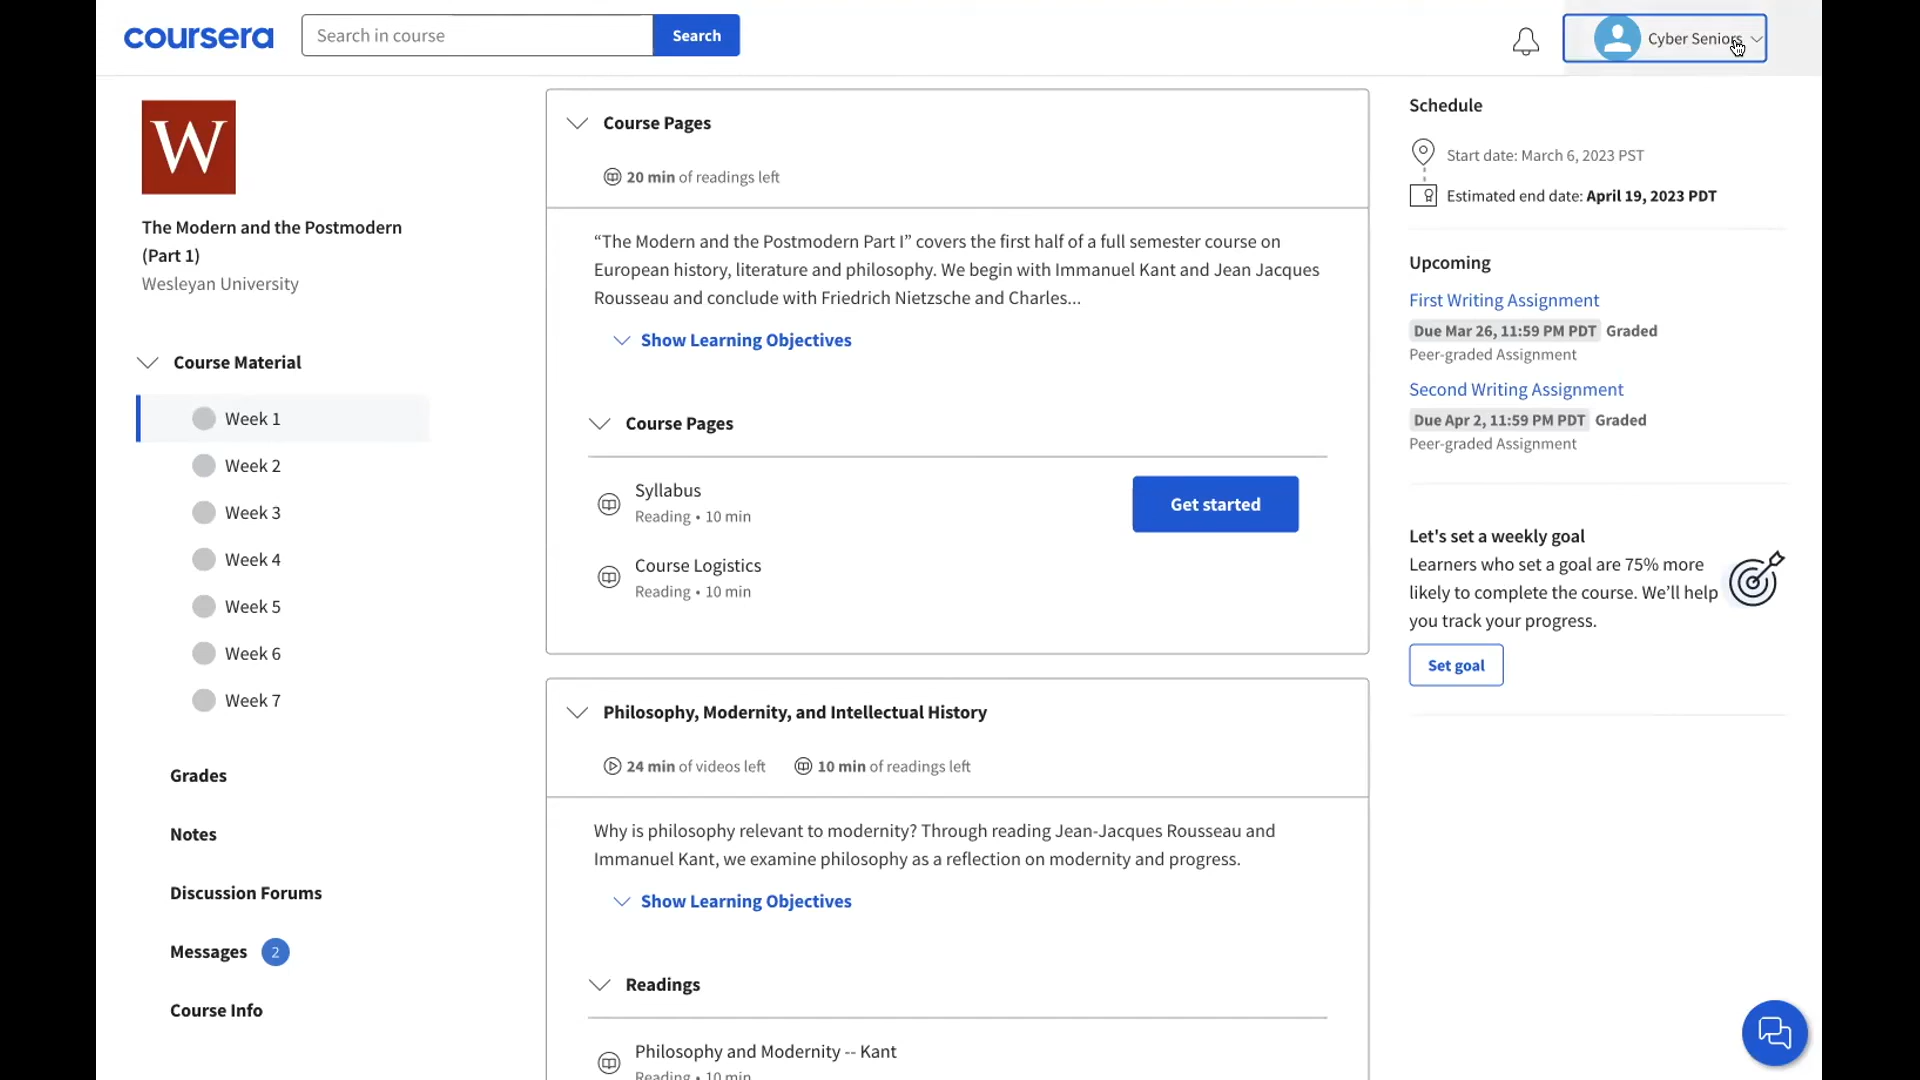 coursera
Search in course
Search
Cyber Seniors
W
The Modern and the Postmodern
(Part 1)
Wesleyan University
Course Material
Week 1
Week 2
Week 3
Week 4
Week 5
Week 6
Week 7
Grades
Notes
Discussion Forums
Messages 2
Course Info
Course Pages
20 min of readings left
“The Modern and the Postmodern Part I” covers the first half of a full semester course on
European history, literature and philosophy. We begin with Immanuel Kant and Jean Jacques
Rousseau and conclude with Friedrich Nietzsche and Charles...
Show Learning Objectives
Course Pages
Syllabus
Reading • 10 min
Get started
Course Logistics
Reading • 10 min
Philosophy, Modernity, and Intellectual History
24 min of videos left
10 min of readings left
Why is philosophy relevant to modernity? Through reading Jean-Jacques Rousseau and
Immanuel Kant, we examine philosophy as a reflection on modernity and progress.
Show Learning Objectives
Readings
Philosophy and Modernity -- Kant
Reading • 10 min
Schedule
Start date: March 6, 2023 PST
Estimated end date: April 19, 2023 PDT
Upcoming
First Writing Assignment
Due Mar 26, 11:59 PM PDT Graded
Peer-graded Assignment
Second Writing Assignment
Due Apr 2, 11:59 PM PDT Graded
Peer-graded Assignment
Let's set a weekly goal
Learners who set a goal are 75% more
likely to complete the course. We’ll help
you track your progress.
Set goal